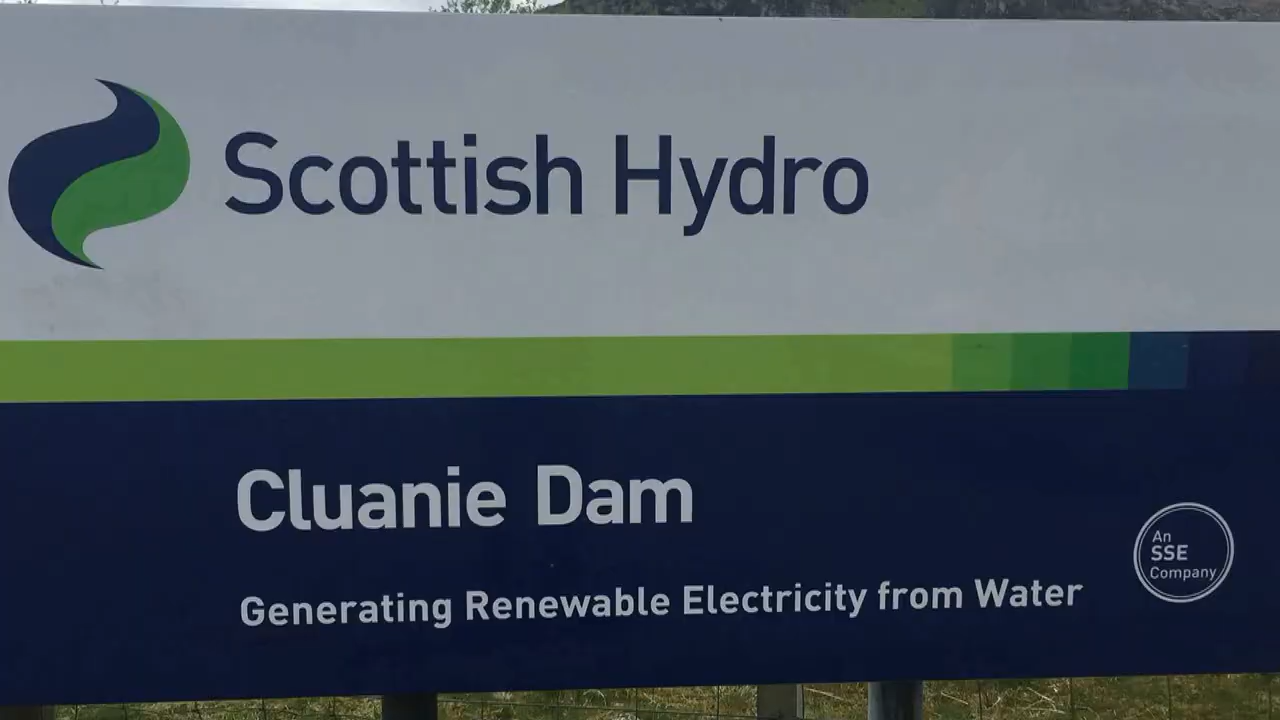 Scottish Hydro
Cluanie Dam
Generating Renewable Electricity from Water
An
SSE
Company